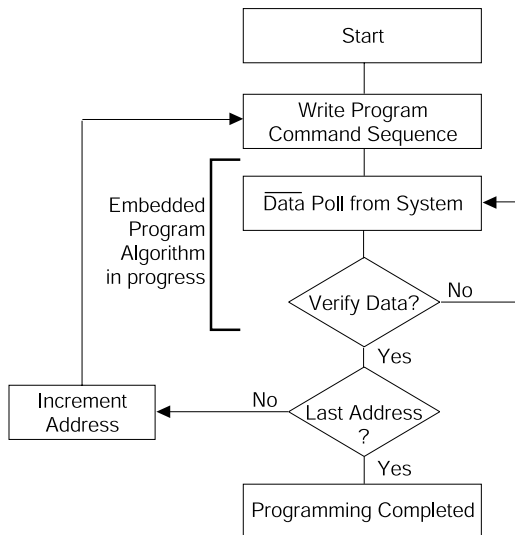 Start
Write Program
Command Sequence
Embedded
Program
Algorithm
in progress
Data Poll from System
Verify Data?
No
Yes
Increment
Address
No
Last Address
?
Yes
Programming Completed